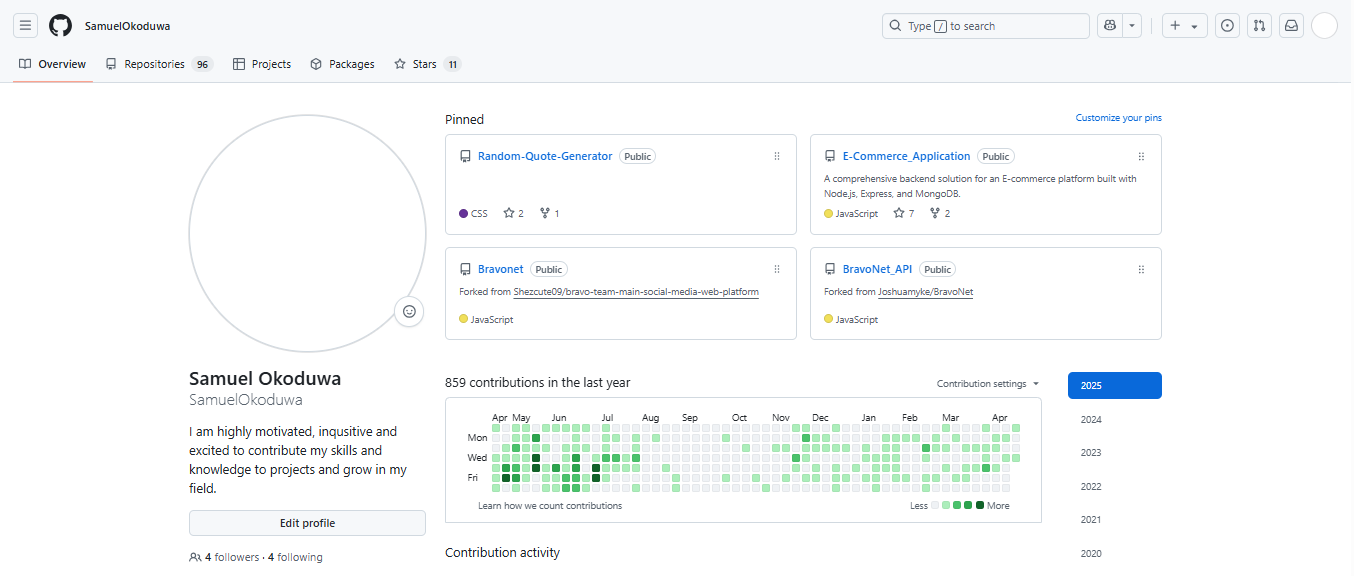 SamuelOkoduwa
Type / to search
Overview
Repositories 96
Projects
Packages
Stars 11
Pinned
Customize your pins
Random-Quote-Generator Public
CSS 2 1
E-Commerce_Application Public
A comprehensive backend solution for an E-commerce platform built with
Node.js, Express, and MongoDB.
JavaScript 7 2
Bravonet Public
Forked from Shezcute09/bravo-team-main-social-media-web-platform
JavaScript
BravoNet_API Public
Forked from Joshuamyke/BravoNet
JavaScript
Samuel Okoduwa
SamuelOkoduwa
I am highly motivated, inqusitive and
excited to contribute my skills and
knowledge to projects and grow in my
field.
Edit profile
4 followers · 4 following
859 contributions in the last year
Contribution settings
Apr May Jun Jul Aug Sep Oct Nov Dec Jan Feb Mar Apr
Mon
Wed
Fri
Learn how we count contributions
Less More
2025
2024
2023
2022
2021
2020
Contribution activity